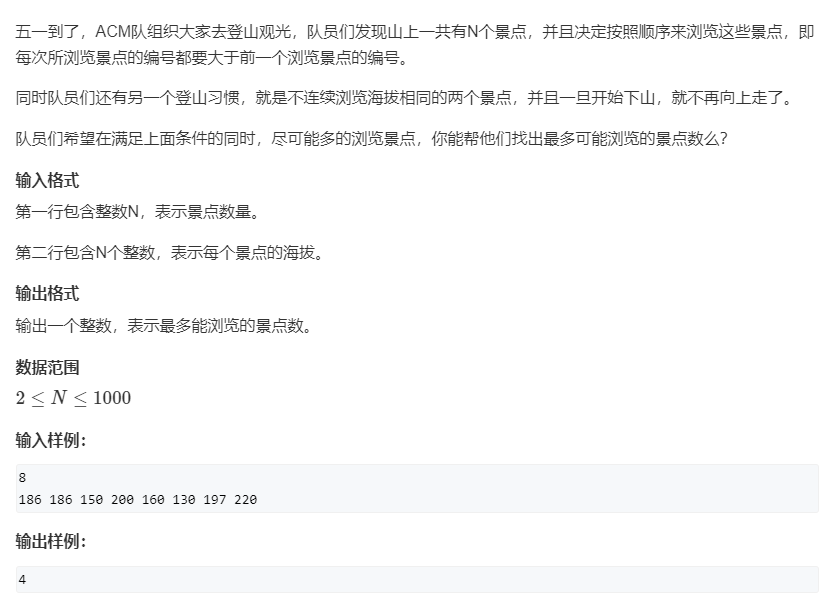 五一到了，ACM队组织大家去登山观光，队员们发现山上一共有N个景点，并且决定按照顺序来浏览这些景点，即
每次所浏览景点的编号都要大于前一个浏览景点的编号。
同时队员们还有另一个登山习惯，就是不连续浏览海拔相同的两个景点，并且一旦开始下山，就不再向上走了。
队员们希望在满足上面条件的同时，尽可能多的浏览景点，你能帮他们找出最多可能浏览的景点数么？
输入格式
第一行包含整数N，表示景点数量。
第二行包含N个整数，表示每个景点的海拔。
输出格式
输出一个整数，表示最多能浏览的景点数。
数据范围
2 ≤ N ≤ 1000
输入样例：
8
186 186 150 200 160 130 197 220
输出样例：
4